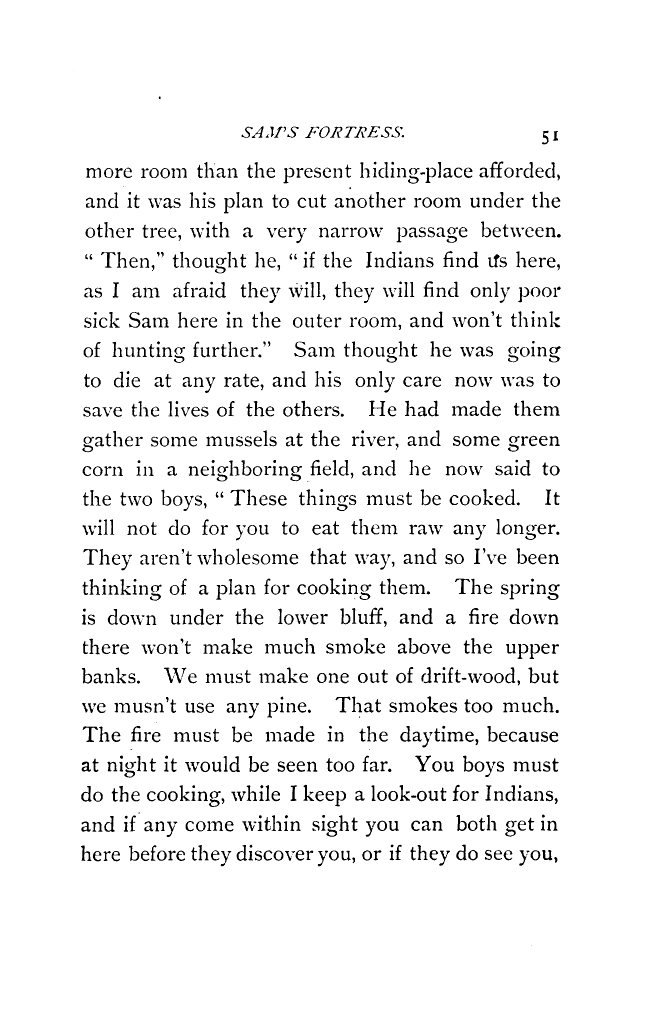 SAM'S FORTRESS. 51
more room than the present hiding-place afforded,
and it was his plan to cut another room under the
other tree, with a very narrow passage between.
“ Then,” thought he, “ if the Indians find us here,
as I am afraid they will, they will find only poor
sick Sam here in the outer room, and won't think
of hunting further.” Sam thought he was going
to die at any rate, and his only care now was to
save the lives of the others. He had made them
gather some mussels at the river, and some green
corn in a neighboring field, and he now said to
the two boys, “ These things must be cooked. It
will not do for you to eat them raw any longer.
They aren't wholesome that way, and so I've been
thinking of a plan for cooking them. The spring
is down under the lower bluff, and a fire down
there won't make much smoke above the upper
banks. We must make one out of drift-wood, but
we musn't use any pine. That smokes too much.
The fire must be made in the daytime, because
at night it would be seen too far. You boys must
do the cooking, while I keep a look-out for Indians,
and if any come within sight you can both get in
here before they discover you, or if they do see you,